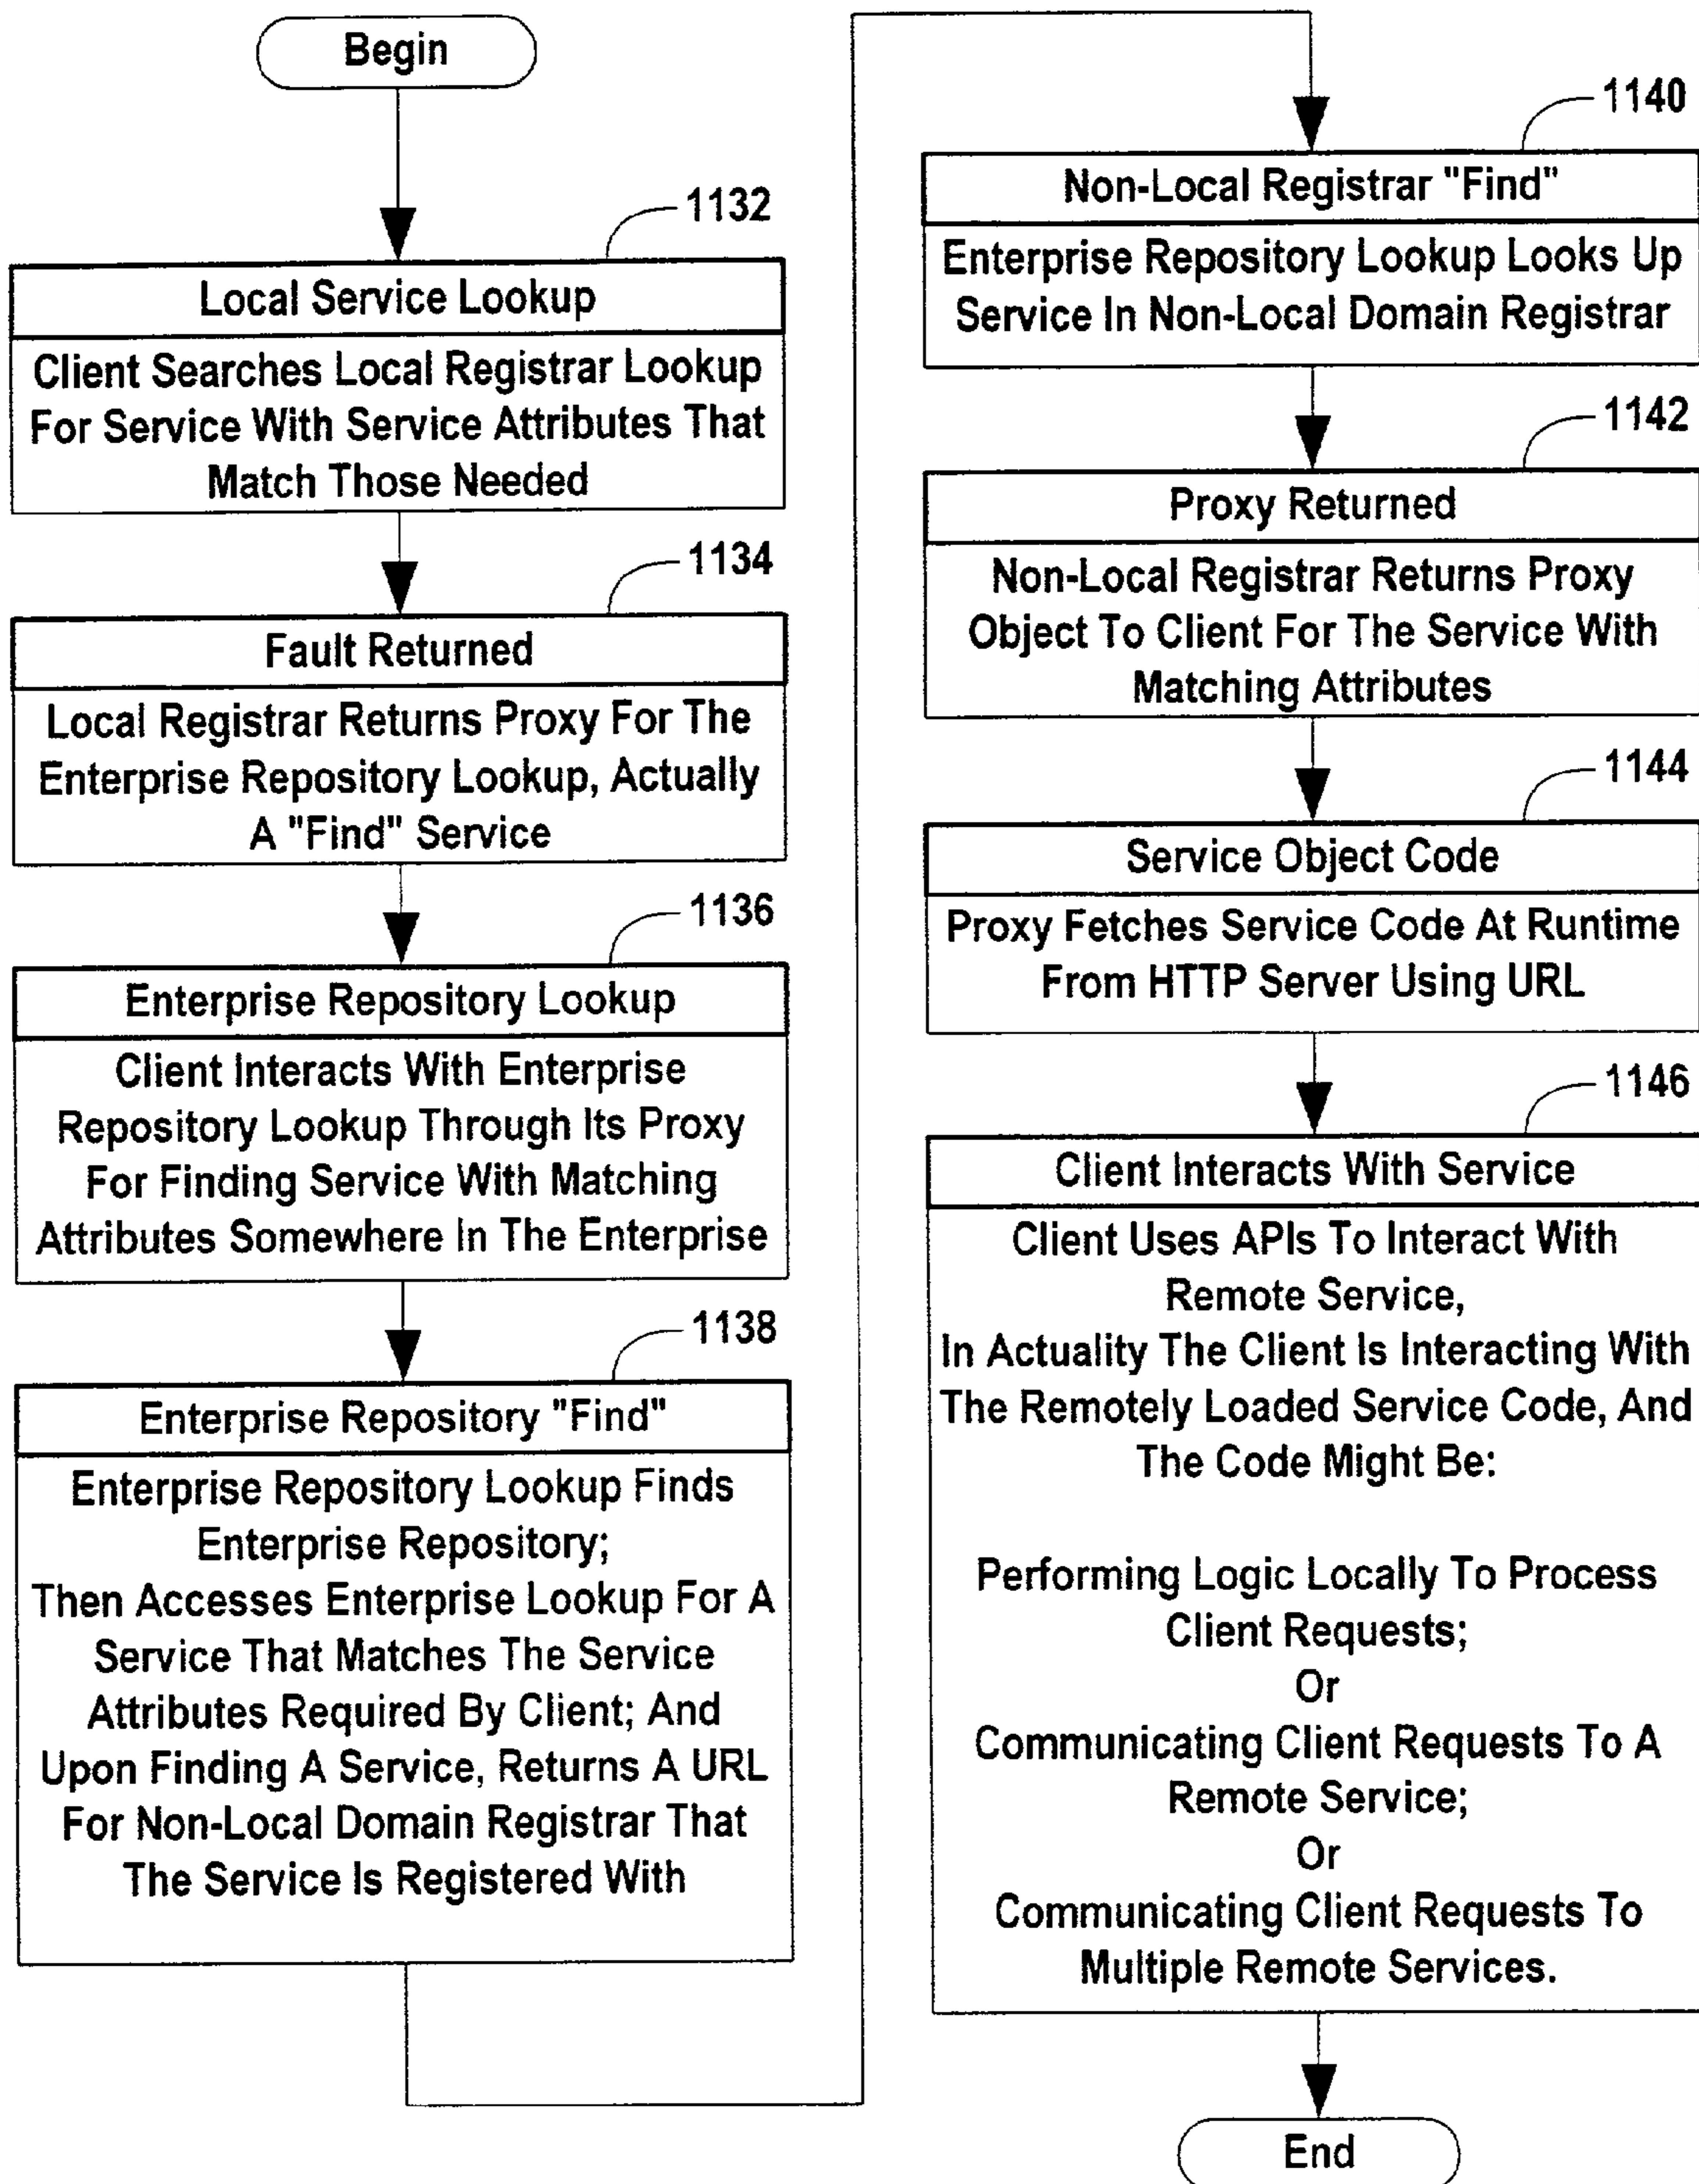 Begin
1132
Local Service Lookup
Client Searches Local Registrar Lookup
For Service With Service Attributes That
Match Those Needed
1134
Fault Returned
Local Registrar Returns Proxy For The
Enterprise Repository Lookup, Actually
A "Find" Service
1136
Enterprise Repository Lookup
Client Interacts With Enterprise
Repository Lookup Through Its Proxy
For Finding Service With Matching
Attributes Somewhere In The Enterprise
1138
Enterprise Repository "Find"
Enterprise Repository Lookup Finds
Enterprise Repository;
Then Accesses Enterprise Lookup For A
Service That Matches The Service
Attributes Required By Client; And
Upon Finding A Service, Returns A URL
For Non-Local Domain Registrar That
The Service Is Registered With
1140
Non-Local Registrar "Find"
Enterprise Repository Lookup Looks Up
Service In Non-Local Domain Registrar
1142
Proxy Returned
Non-Local Registrar Returns Proxy
Object To Client For The Service With
Matching Attributes
1144
Service Object Code
Proxy Fetches Service Code At Runtime
From HTTP Server Using URL
1146
Client Interacts With Service
Client Uses APIs To Interact With
Remote Service,
In Actuality The Client Is Interacting With
The Remotely Loaded Service Code, And
The Code Might Be:
Performing Logic Locally To Process
Client Requests;
Or
Communicating Client Requests To A
Remote Service;
Or
Communicating Client Requests To
Multiple Remote Services.
End